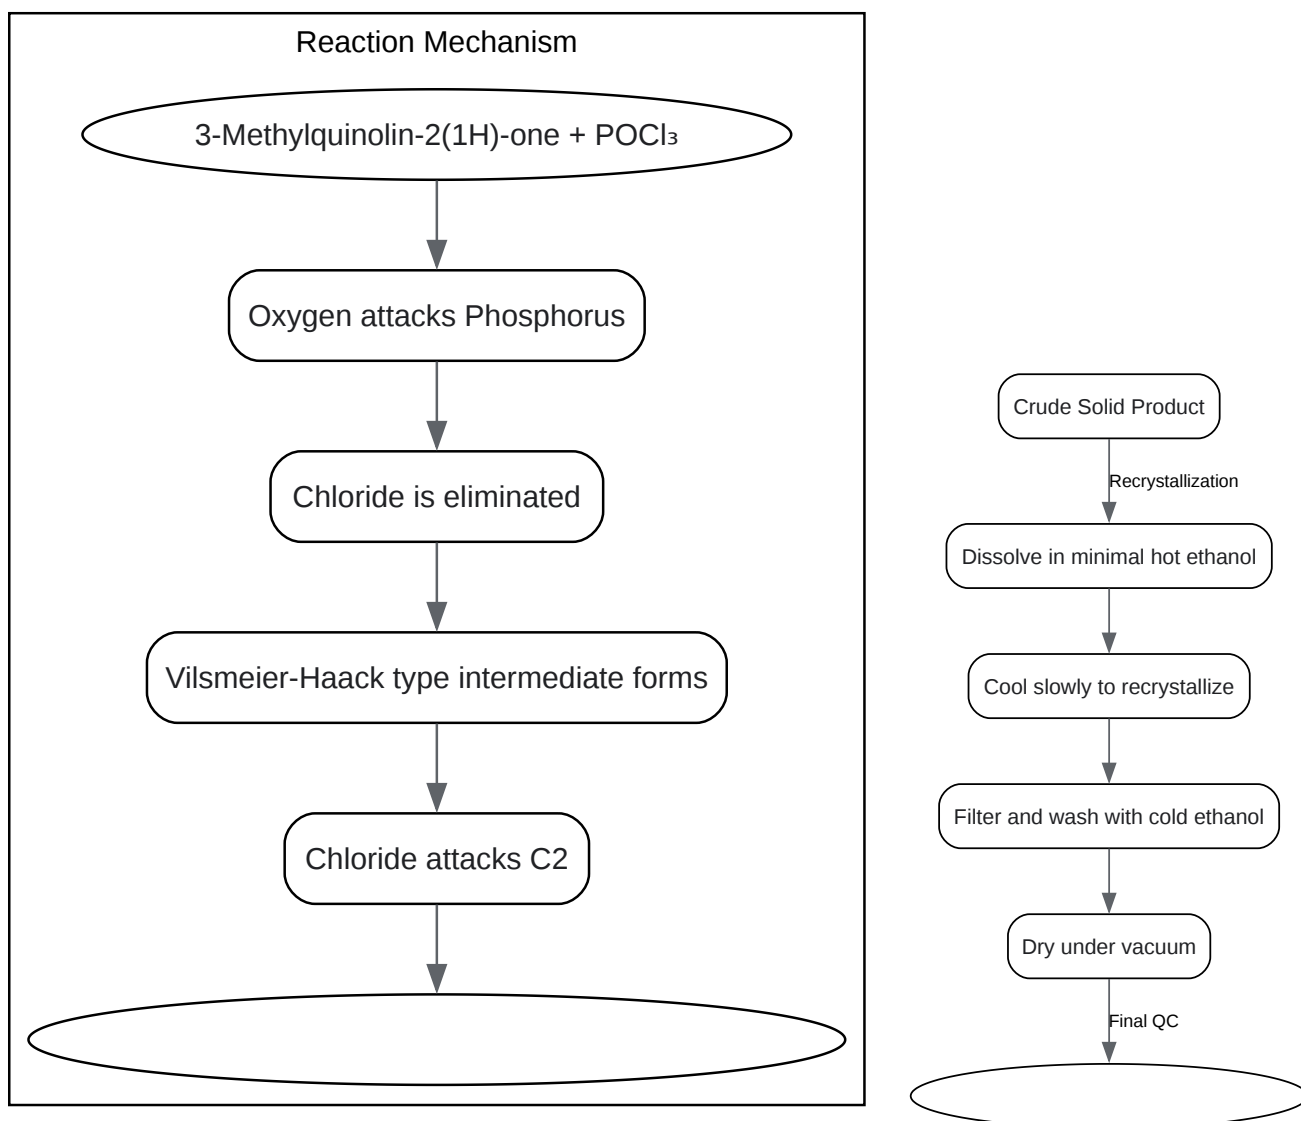 Reaction Mechanism
3-Methylquinolin-2(1H)-one + POCl₃
Oxygen attacks Phosphorus
Chloride is eliminated
Vilsmeier-Haack type intermediate forms
Chloride attacks C2
Crude Solid Product
Recrystallization
Dissolve in minimal hot ethanol
Cool slowly to recrystallize
Filter and wash with cold ethanol
Dry under vacuum
Final QC